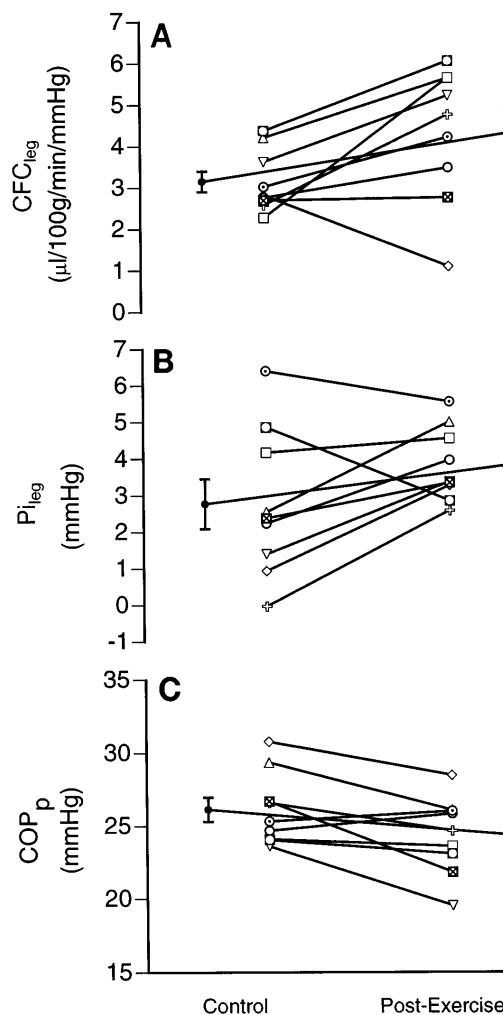 A
CFCleg
(µl/100g/min/mmHg)
7
6
5
4
3
2
1
0
B
Pileg
(mmHg)
7
6
5
4
3
2
1
0
-1
C
COPp
(mmHg)
35
30
25
20
15
Control Post-Exercise